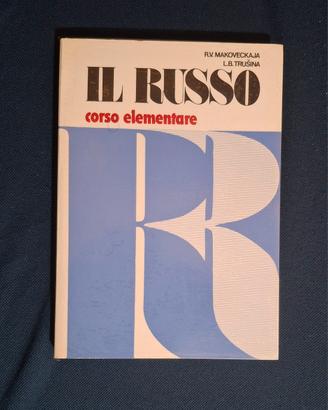 R.V. MAKOVECKAJA
L.B. TRUŠINA
IL RUSSO
corso elementare